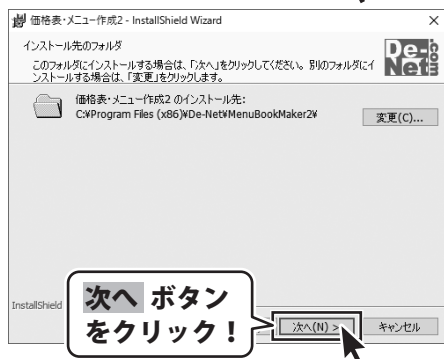 価格表・メニュー作成2 - InstallShield Wizard
インストール先のフォルダ
このフォルダにインストールする場合は、「次へ」をクリックしてください。別のフォルダにイ
ンストールする場合は、「変更」をクリックします。
De-Net.com
価格表・メニュー作成2 のインストール先:
C:¥Program Files (x86)¥De-Net¥MenuBookMaker2¥
変更(C)...
InstallShield
次へ ボタン
をクリック！
次へ(N) >
キャンセル